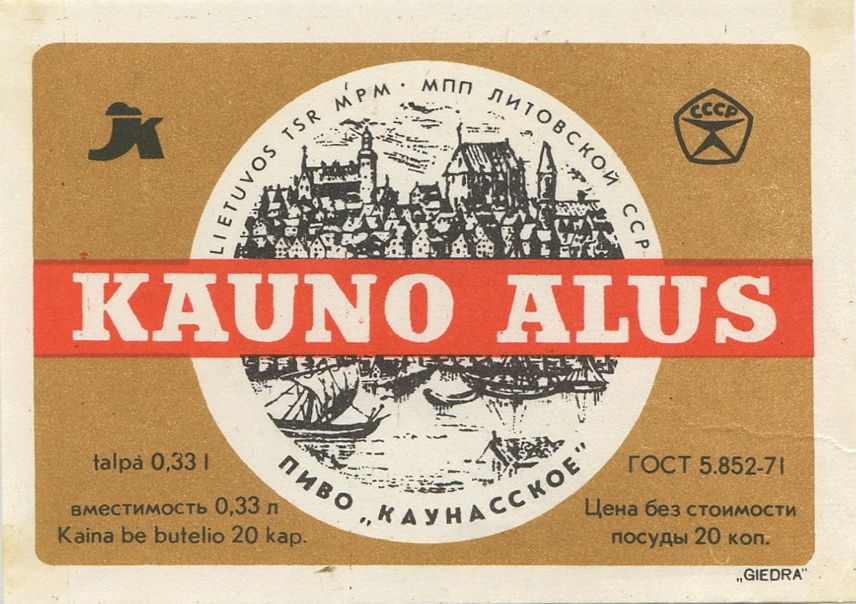 LIETUVOS TSR MPM · МПП ЛИТОВСКОЙ ССР
JK
СССР
KAUNO ALUS
ПИВО „КАУНАССКОЕ"
talpa 0,33 l
вместимость 0,33 л
Kaina be butelio 20 kap.
ГОСТ 5.852-71
Цена без стоимости
посуды 20 коп.
„GIEDRA"